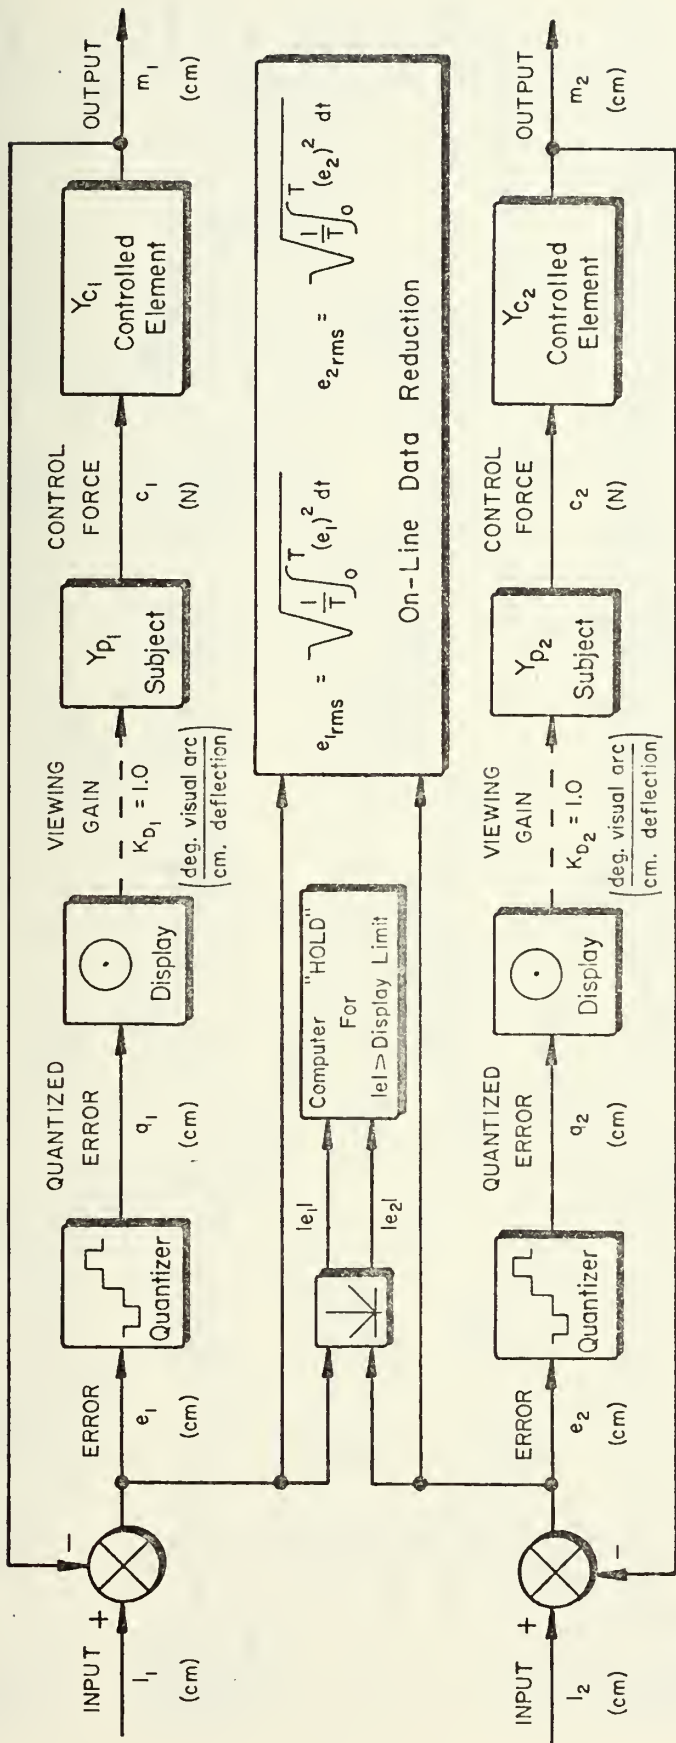 INPUT
I₁
(cm)
+
−
ERROR
e₁
(cm)
Quantizer
QUANTIZED
ERROR
q₁
(cm)
Display
VIEWING
GAIN
K_D₁ = 1.0
(deg. visual arc
cm. deflection)
Y_p₁
Subject
CONTROL
FORCE
c₁
(N)
Y_c₁
Controlled
Element
OUTPUT
m₁
(cm)
|e₁|
|e₂|
Computer "HOLD"
For
|e| > Display Limit
e₁rms = √(1/T ∫₀ᵀ (e₁)² dt)
e₂rms = √(1/T ∫₀ᵀ (e₂)² dt)
On-Line Data Reduction
INPUT
I₂
(cm)
+
−
ERROR
e₂
(cm)
Quantizer
QUANTIZED
ERROR
q₂
(cm)
Display
VIEWING
GAIN
K_D₂ = 1.0
(deg. visual arc
cm. deflection)
Y_p₂
Subject
CONTROL
FORCE
c₂
(N)
Y_c₂
Controlled
Element
OUTPUT
m₂
(cm)